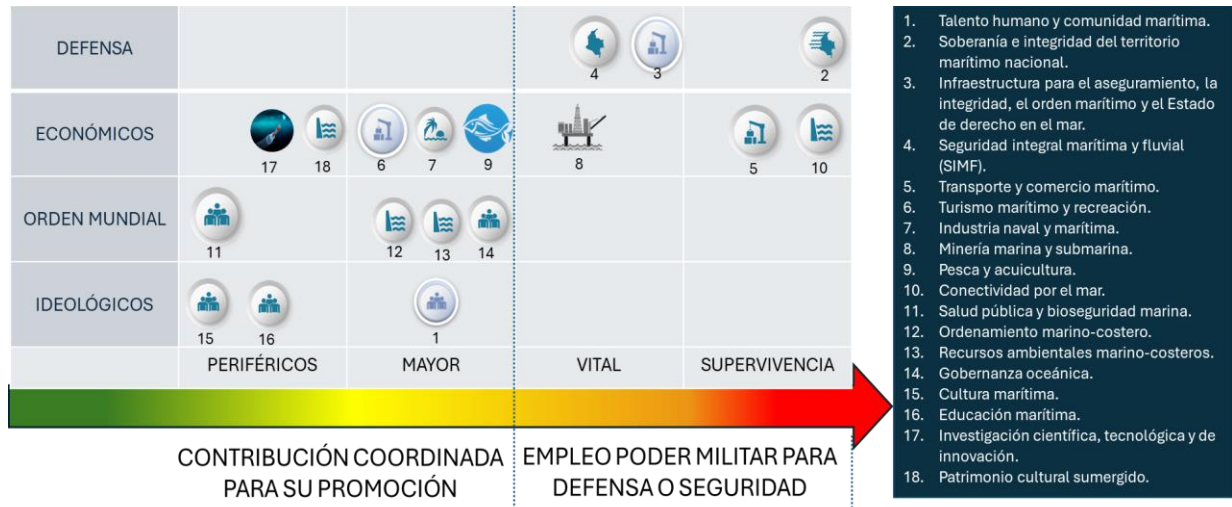 DEFENSA
4
3
2
ECONÓMICOS
17
18
6
7
9
8
5
10
ORDEN MUNDIAL
11
12
13
14
IDEOLÓGICOS
15
16
1
PERIFÉRICOS
MAYOR
VITAL
SUPERVIVENCIA
CONTRIBUCIÓN COORDINADA
PARA SU PROMOCIÓN
EMPLEO PODER MILITAR PARA
DEFENSA O SEGURIDAD
1. Talento humano y comunidad marítima.
2. Soberanía e integridad del territorio
marítimo nacional.
3. Infraestructura para el aseguramiento, la
integridad, el orden marítimo y el Estado
de derecho en el mar.
4. Seguridad integral marítima y fluvial
(SIMF).
5. Transporte y comercio marítimo.
6. Turismo marítimo y recreación.
7. Industria naval y marítima.
8. Minería marina y submarina.
9. Pesca y acuicultura.
10. Conectividad por el mar.
11. Salud pública y bioseguridad marina.
12. Ordenamiento marino-costero.
13. Recursos ambientales marino-costeros.
14. Gobernanza oceánica.
15. Cultura marítima.
16. Educación marítima.
17. Investigación científica, tecnológica y de
innovación.
18. Patrimonio cultural sumergido.